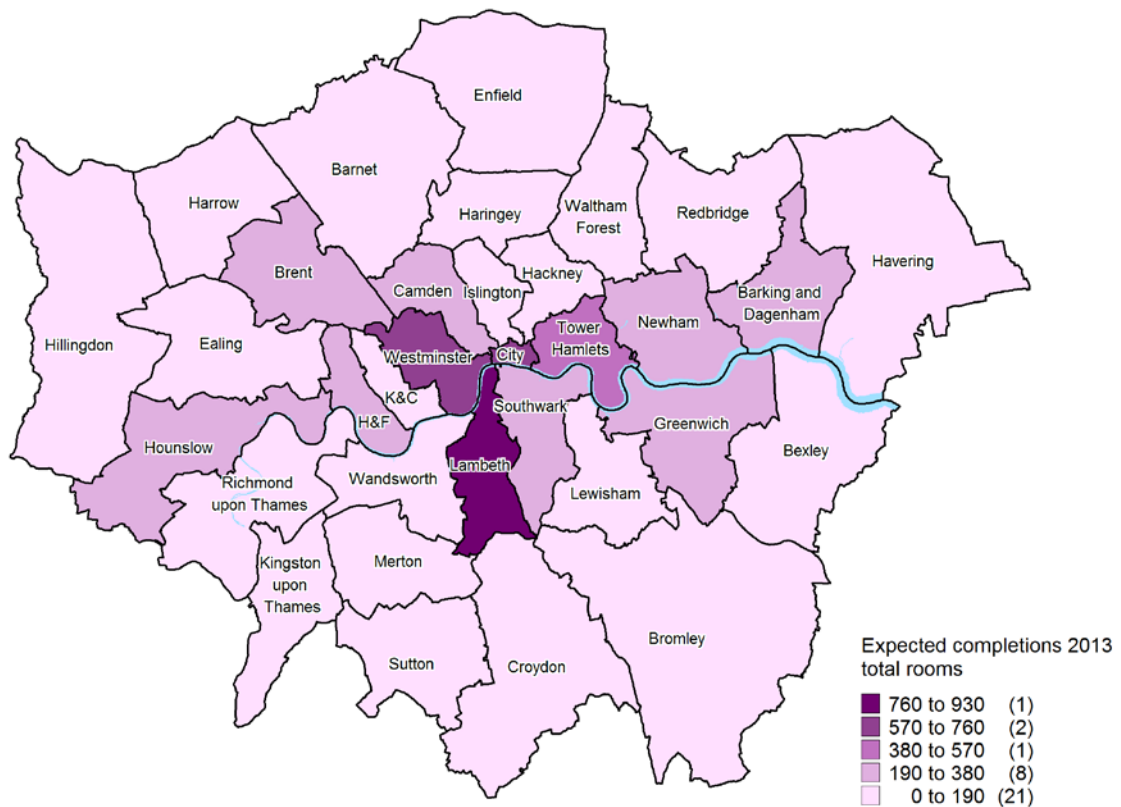 Enfield
Barnet
Harrow
Haringey
Waltham
Forest
Redbridge
Havering
Brent
Hackney
Camden
Islington
Barking and
Dagenham
Newham
Tower
Hamlets
Hillingdon
Ealing
Westminster
City
K&C
Southwark
H&F
Greenwich
Hounslow
Bexley
Lambeth
Wandsworth
Richmond
upon Thames
Lewisham
Merton
Kingston
upon
Thames
Bromley
Sutton
Croydon
Expected completions 2013
total rooms
760 to 930 (1)
570 to 760 (2)
380 to 570 (1)
190 to 380 (8)
0 to 190 (21)